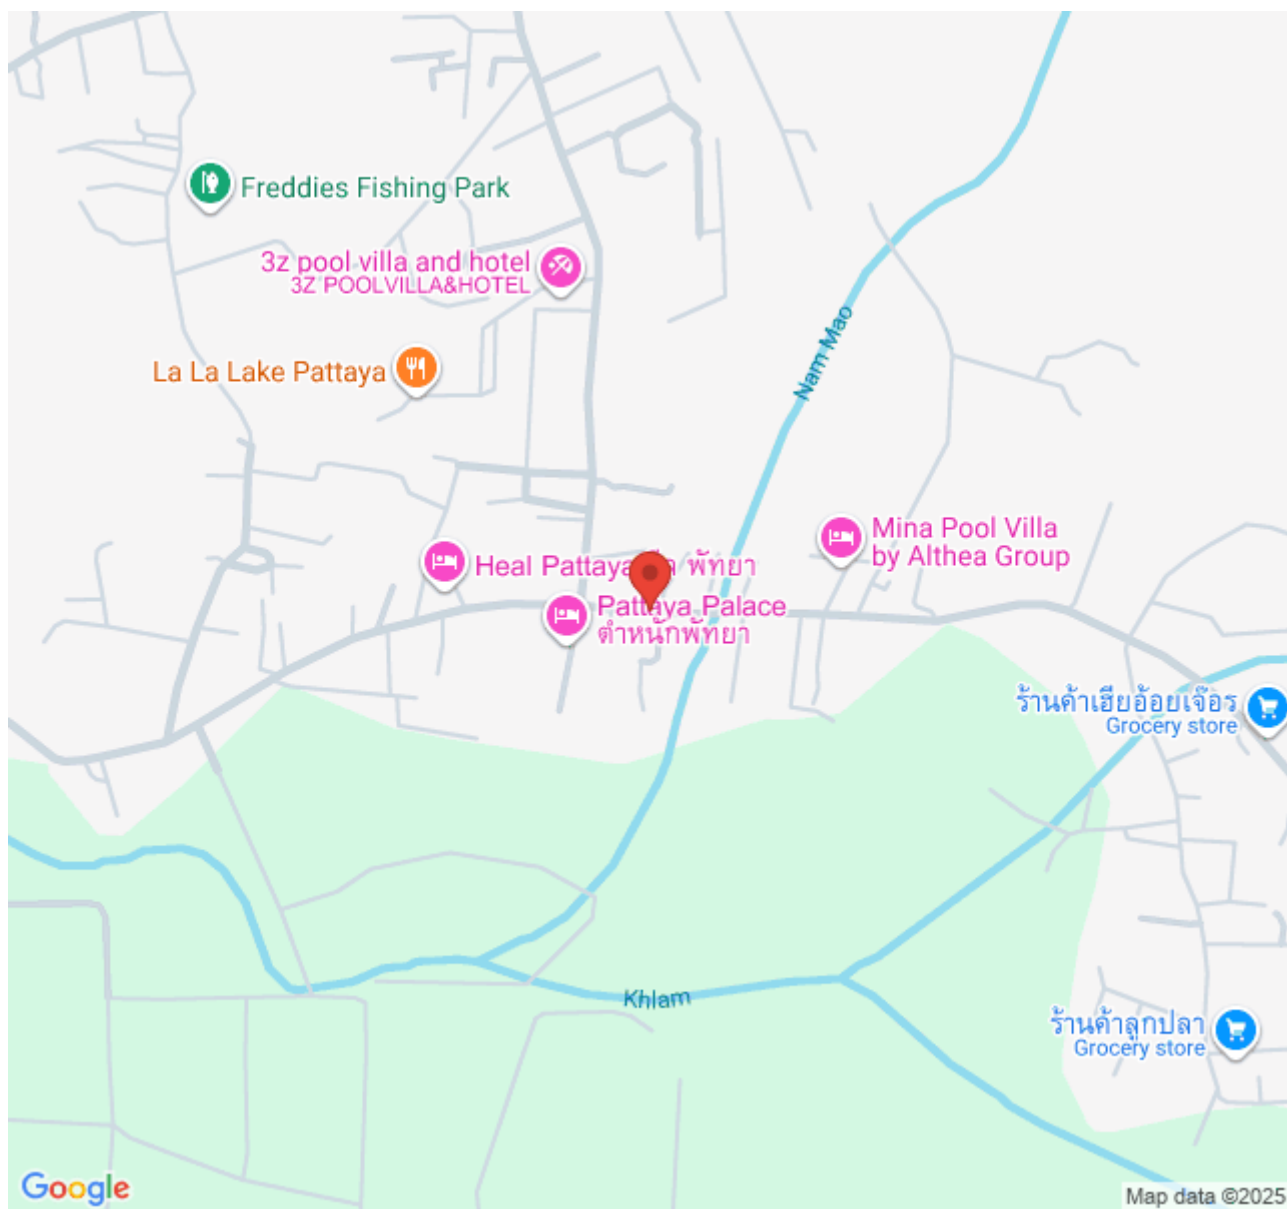 Freddies Fishing Park
3z pool villa and hotel
3Z POOLVILLA&HOTEL
La La Lake Pattaya
Nam Mao
Mina Pool Villa
by Althea Group
Heal Pattaya พัทยา
Pattaya Palace
ตำหนักพัทยา
ร้านค้าเฮียอ้อยเจ๊อร
Grocery store
Khlam
ร้านค้าลูกปลา
Grocery store
Google
Map data ©2025